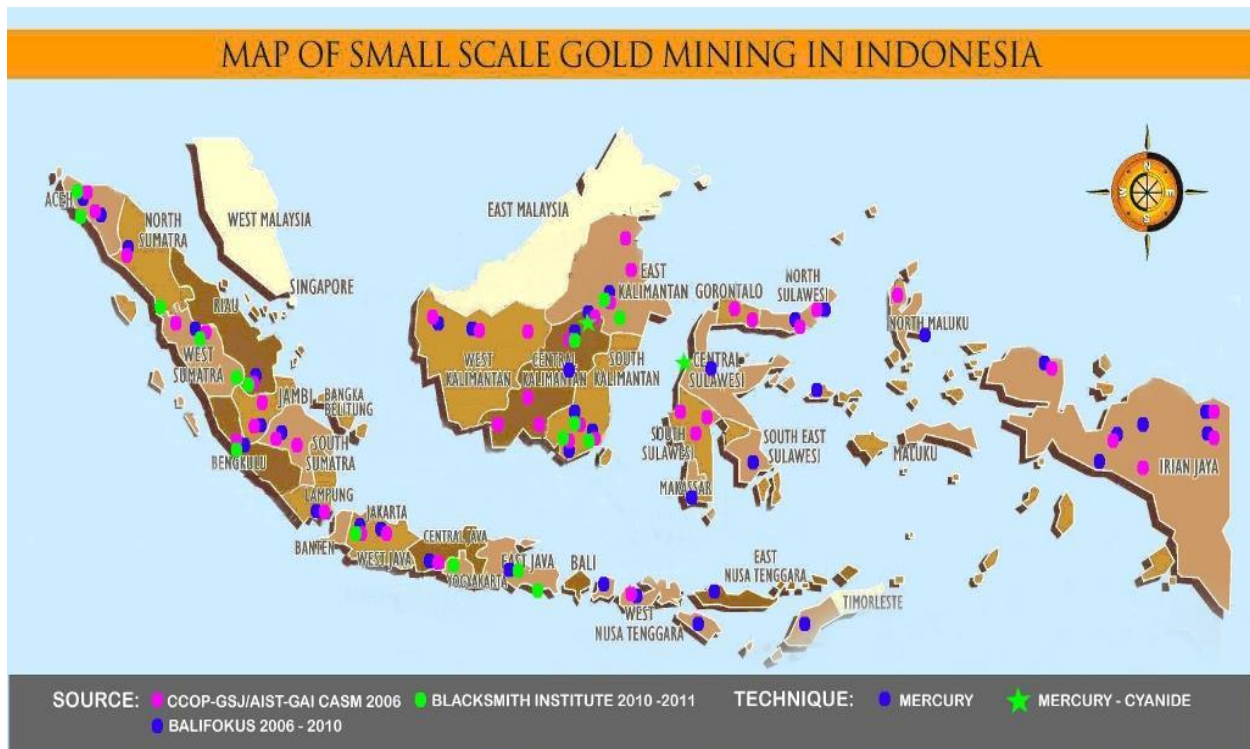 MAP OF SMALL SCALE GOLD MINING IN INDONESIA
ACEH
NORTH
SUMATRA
WEST MALAYSIA
SINGAPORE
RIAU
WEST
SUMATRA
JAMBI
BANGKA
BELITUNG
BENGKULU
SOUTH
SUMATRA
LAMPUNG
BANTEN
JAKARTA
WEST JAVA
CENTRAL JAVA
YOGYAKARTA
EAST JAVA
BALI
WEST
NUSA TENGGARA
EAST
NUSA TENGGARA
TIMORLESTE
EAST MALAYSIA
EAST
KALIMANTAN
WEST
KALIMANTAN
CENTRAL
KALIMANTAN
SOUTH
KALIMANTAN
GORONTALO
NORTH
SULAWESI
CENTRAL
SULAWESI
SOUTH
SULAWESI
SOUTH EAST
SULAWESI
MAKASSAR
NORTH MALUKU
MALUKU
IRIAN JAYA
N
E
S
W
SOURCE: CCOP-GSJ/AIST-GAI CASM 2006 BLACKSMITH INSTITUTE 2010 -2011 TECHNIQUE: MERCURY MERCURY - CYANIDE
BALIFOKUS 2006 - 2010